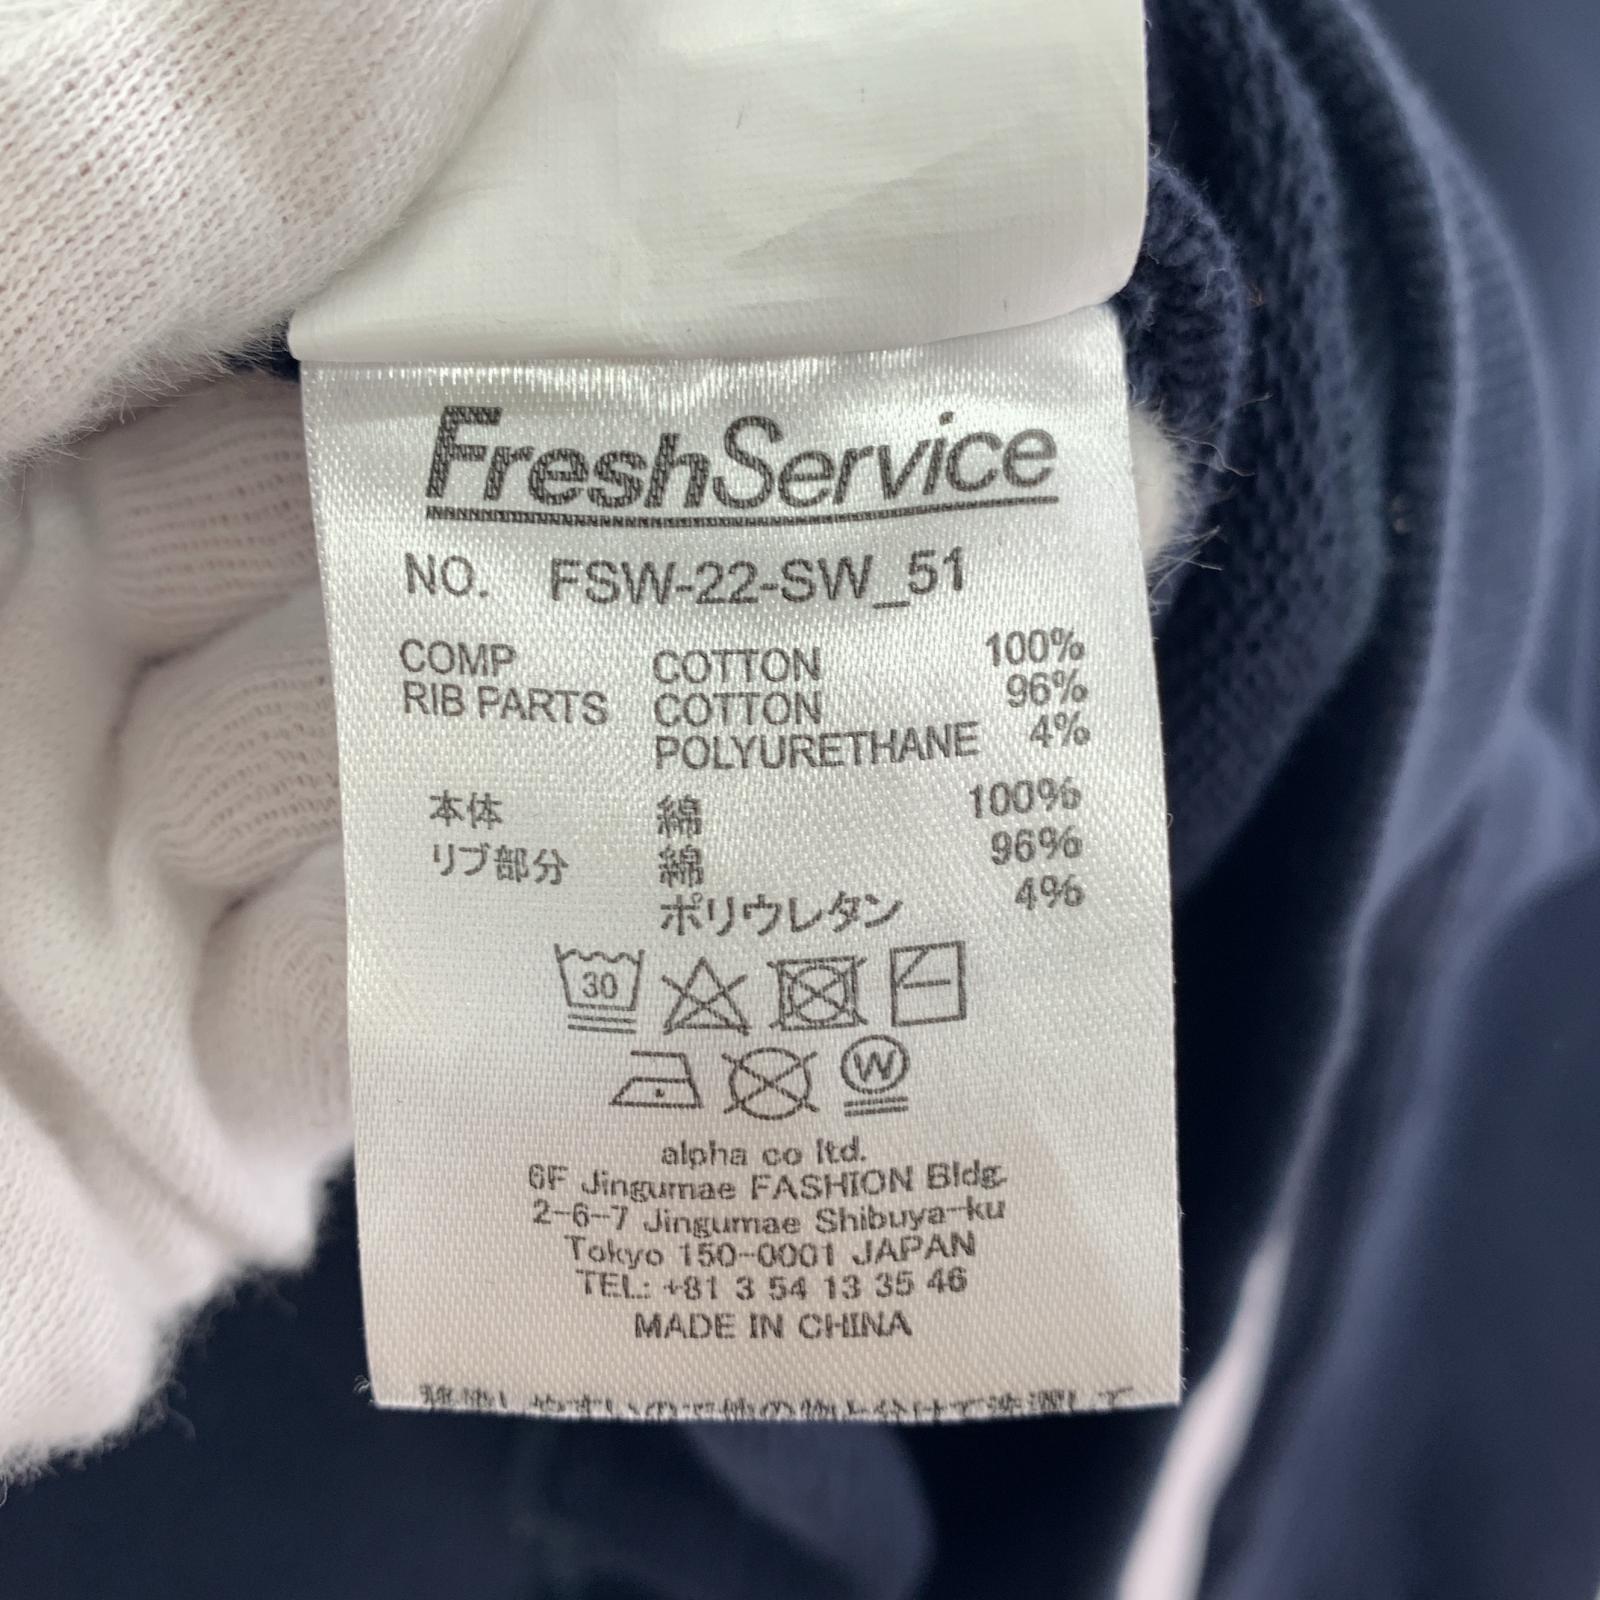 FreshService
NO. FSW-22-SW_51
COMP COTTON 100%
RIB PARTS COTTON 96%
POLYURETHANE 4%
本体 綿 100%
リブ部分 綿 96%
ポリウレタン 4%
30
W
alpha co ltd.
6F Jingumae FASHION Bldg.
2-6-7 Jingumae Shibuya-ku
Tokyo 150-0001 JAPAN
TEL: +81 3 54 13 35 46
MADE IN CHINA